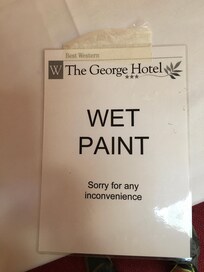 Best Western
W The George Hotel
★★★
WET
PAINT
Sorry for any
inconvenience